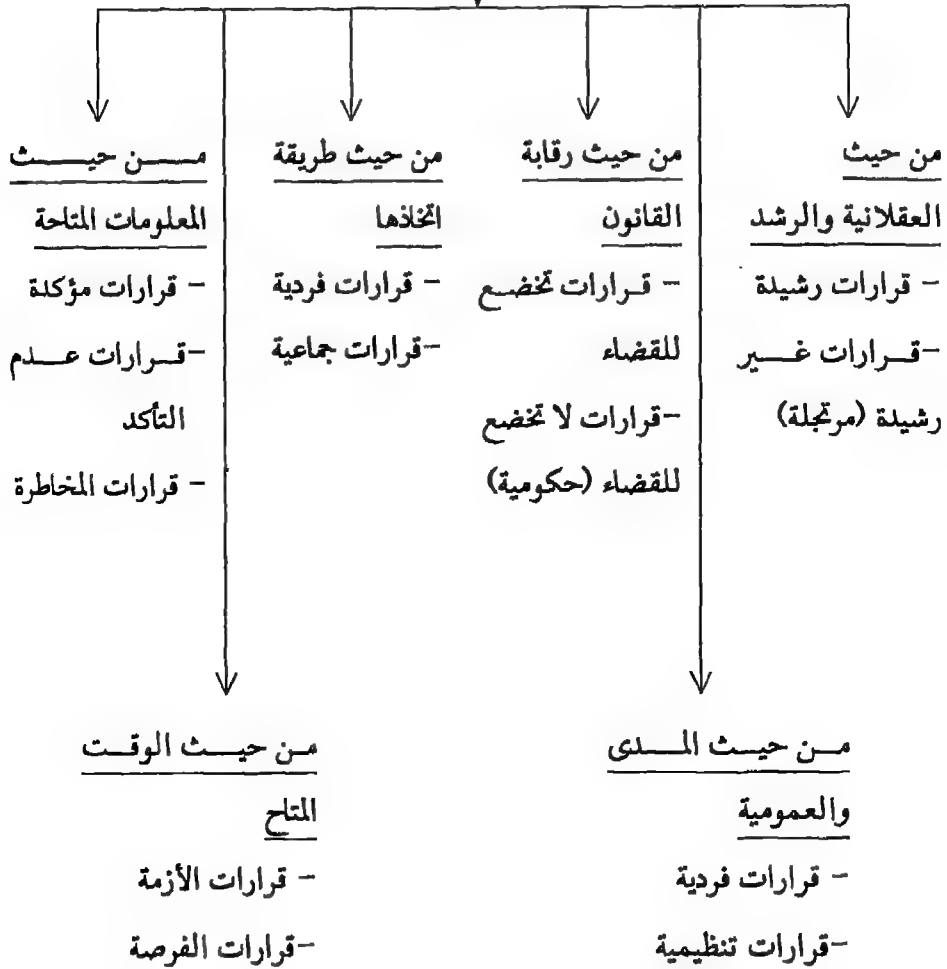 من حيث
العقلانية والرشد
- قرارات رشيدة
-قرارات غير
رشيدة (مرتجلة)
من حيث رقابة
القانون
- قرارات تخضع
للقضاء
-قرارات لا تخضع
للقضاء (حكومية)
من حيث طريقة
اتخاذها
- قرارات فردية
-قرارات جماعية
من حيث
المعلومات المتاحة
- قرارات مؤكدة
-قرارات عدم
التأكد
- قرارات المخاطرة
من حيث المدى
والعمومية
- قرارات فردية
-قرارات تنظيمية
من حيث الوقت
المتاح
- قرارات الأزمة
-قرارات الفرصة